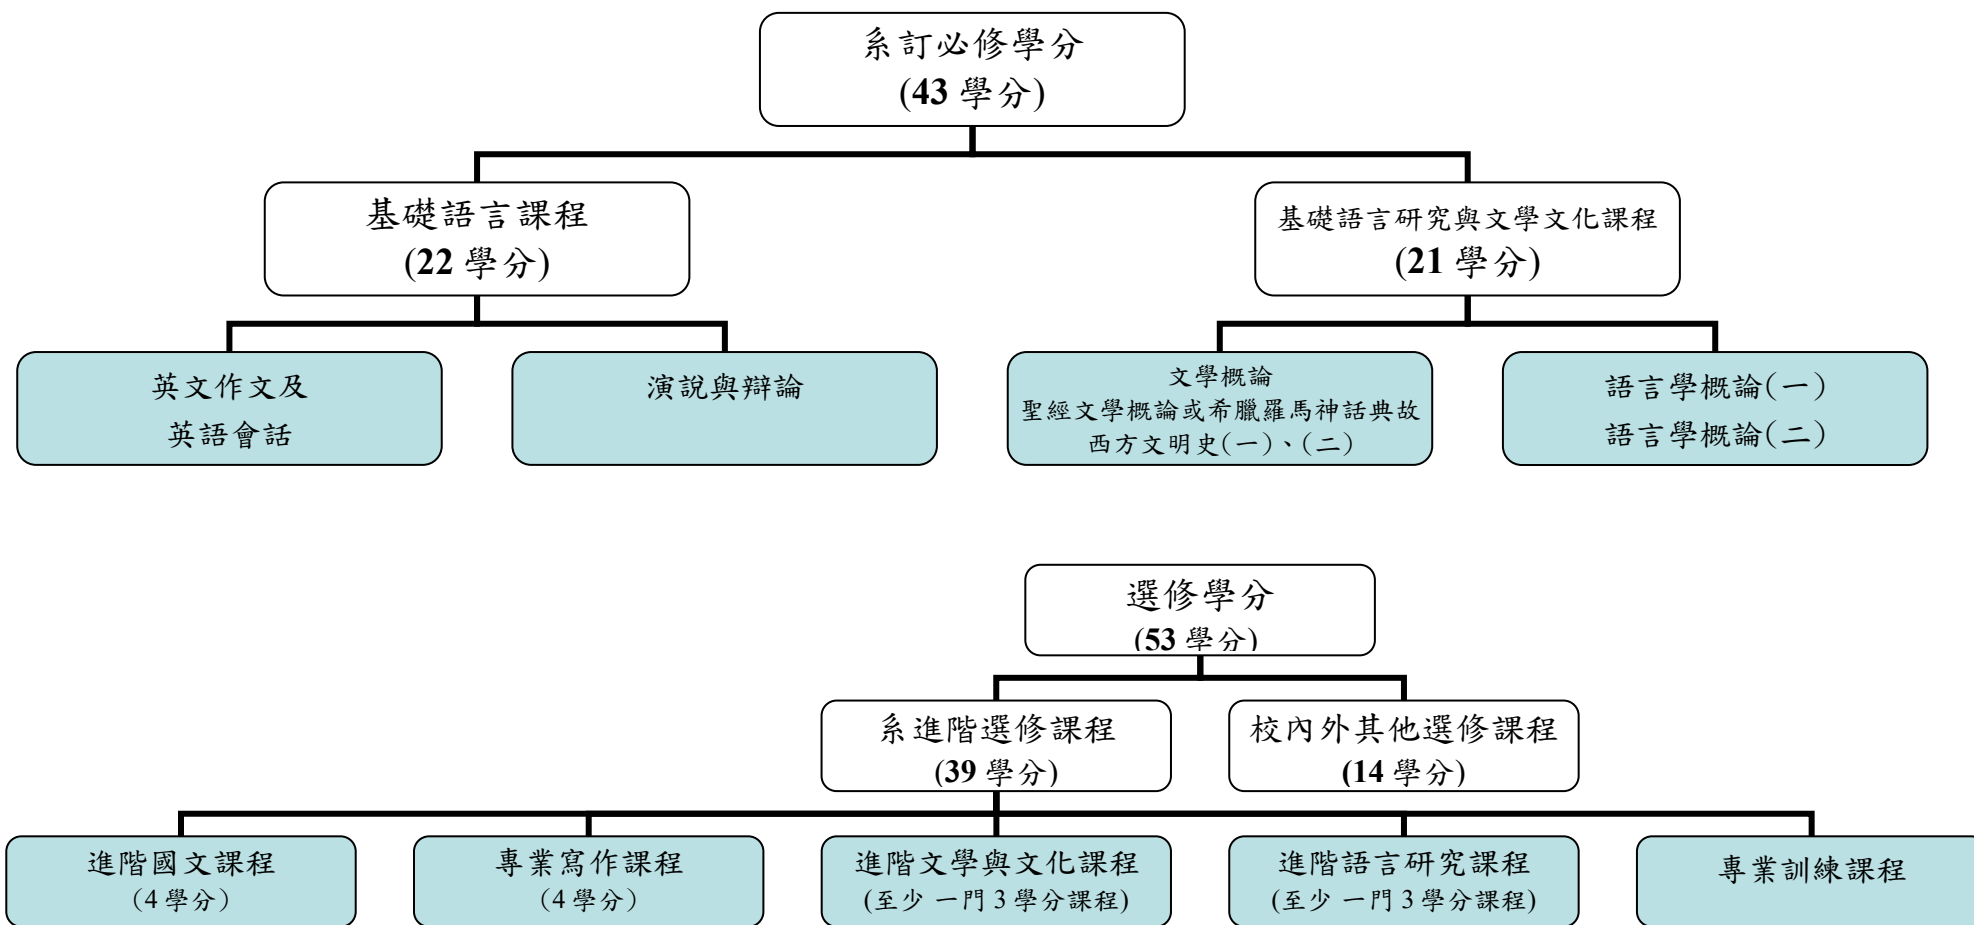 系訂必修學分
(43 學分)
基礎語言課程
(22 學分)
基礎語言研究與文學文化課程
(21 學分)
英文作文及
英語會話
演說與辯論
文學概論
聖經文學概論或希臘羅馬神話典故
西方文明史(一)、(二)
語言學概論(一)
語言學概論(二)
選修學分
(53 學分)
系進階選修課程
(39 學分)
校內外其他選修課程
(14 學分)
進階國文課程
(4 學分)
專業寫作課程
(4 學分)
進階文學與文化課程
(至少 一門 3 學分課程)
進階語言研究課程
(至少 一門 3 學分課程)
專業訓練課程